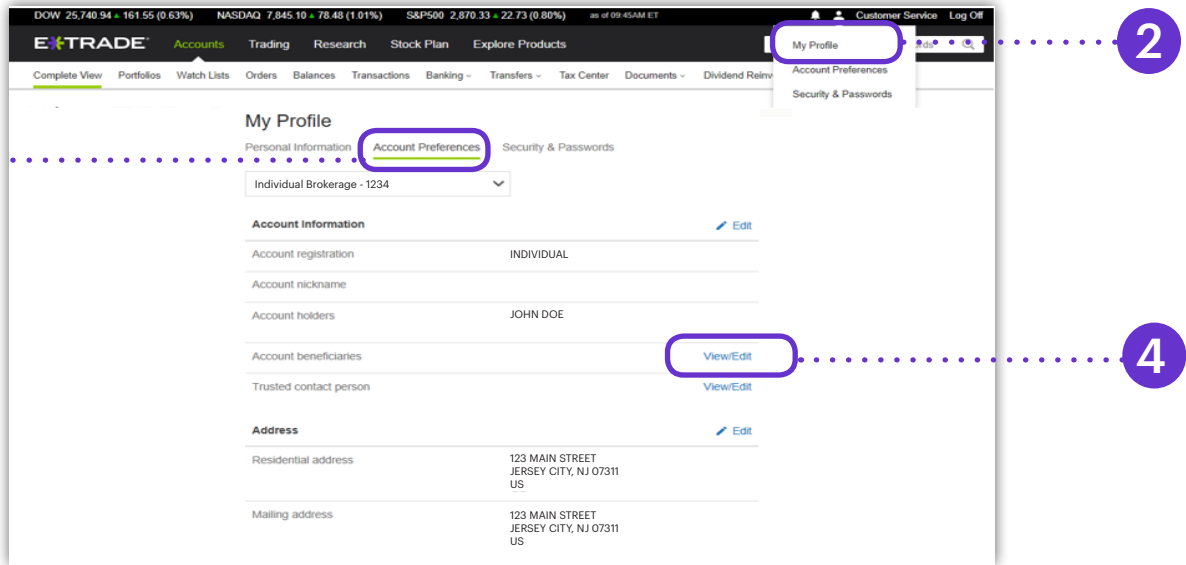 DOW 25,740.94 ▲ 161.55 (0.63%) NASDAQ 7,845.10 ▲ 78.48 (1.01%) S&P500 2,870.33 ▲ 22.73 (0.80%) as of 09:45AM ET Customer Service Log Off
E*TRADE Accounts Trading Research Stock Plan Explore Products
My Profile
2
Complete View Portfolios Watch Lists Orders Balances Transactions Banking Transfers Tax Center Documents Dividend Reinv
Account Preferences
Security & Passwords
My Profile
Personal Information Account Preferences Security & Passwords
Individual Brokerage - 1234
Account Information Edit
Account registration INDIVIDUAL
Account nickname
Account holders JOHN DOE
Account beneficiaries View/Edit
4
Trusted contact person View/Edit
Address Edit
Residential address 123 MAIN STREET
JERSEY CITY, NJ 07311
US
Mailing address 123 MAIN STREET
JERSEY CITY, NJ 07311
US